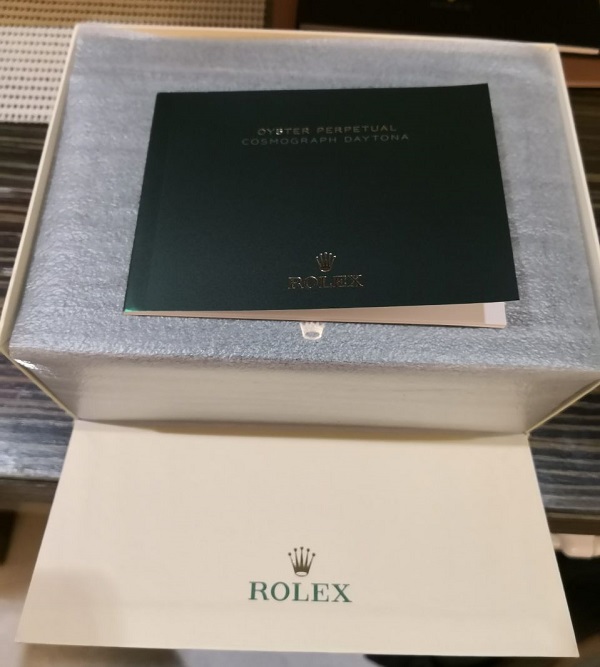 OYSTER PERPETUAL
COSMOGRAPH DAYTONA
ROLEX
ROLEX